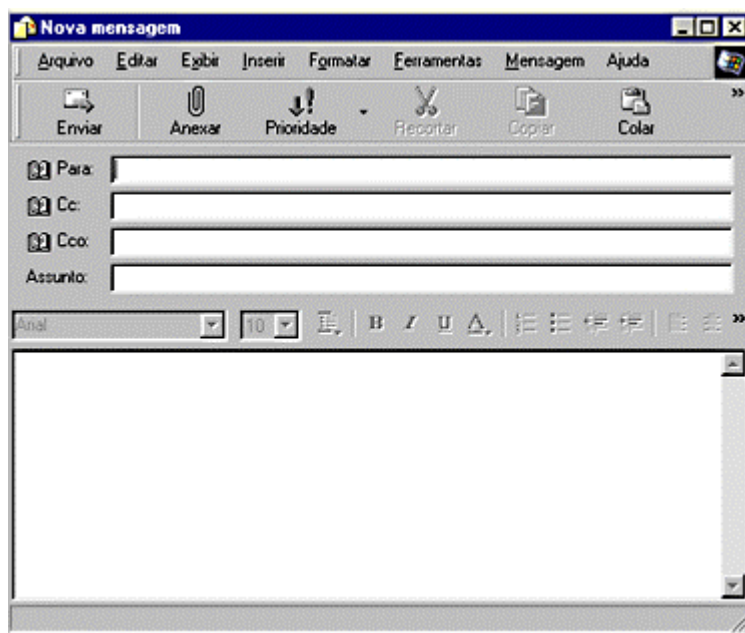 Nova mensagem
Arquivo Editar Exibir Inserir Formatar Ferramentas Mensagem Ajuda
Enviar Anexar Prioridade Recortar Copiar Colar
Para:
Cc:
Cco:
Assunto:
Arial 10 B I U A